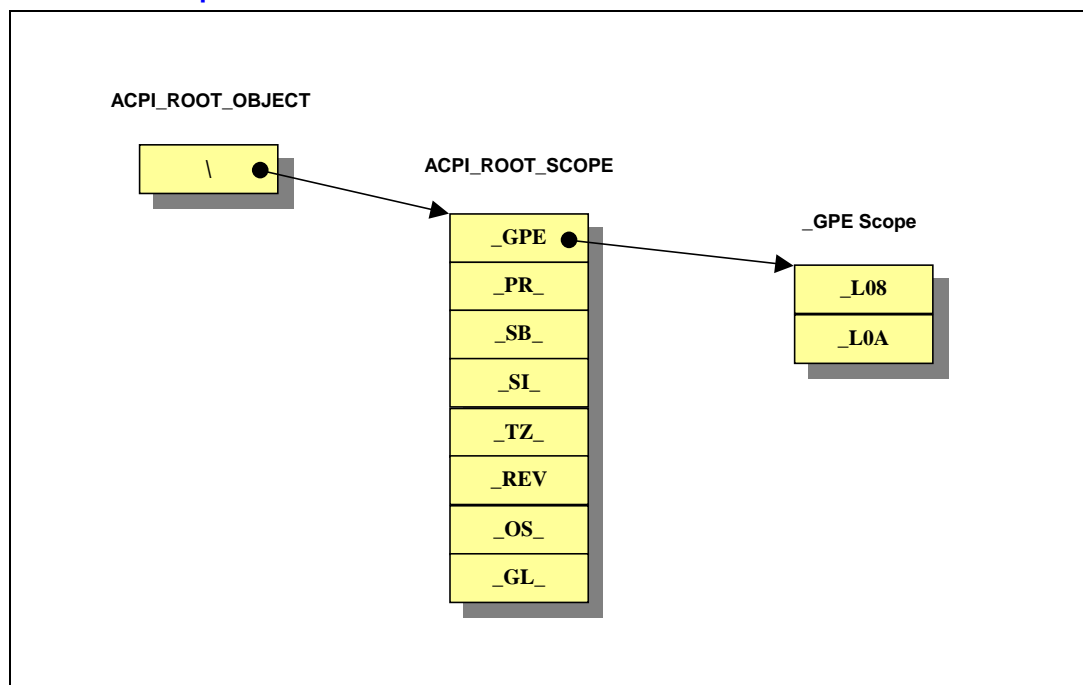 ACPI_ROOT_OBJECT
\
ACPI_ROOT_SCOPE
_GPE
_PR_
_SB_
_SI_
_TZ_
_REV
_OS_
_GL_
_GPE Scope
_L08
_L0A